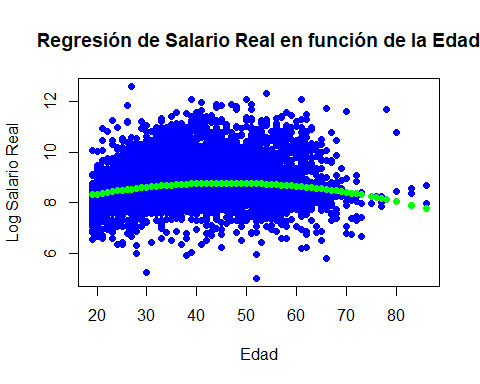 Regresión de Salario Real en función de la Edad
Log Salario Real
12
10
8
6
20 30 40 50 60 70 80
Edad